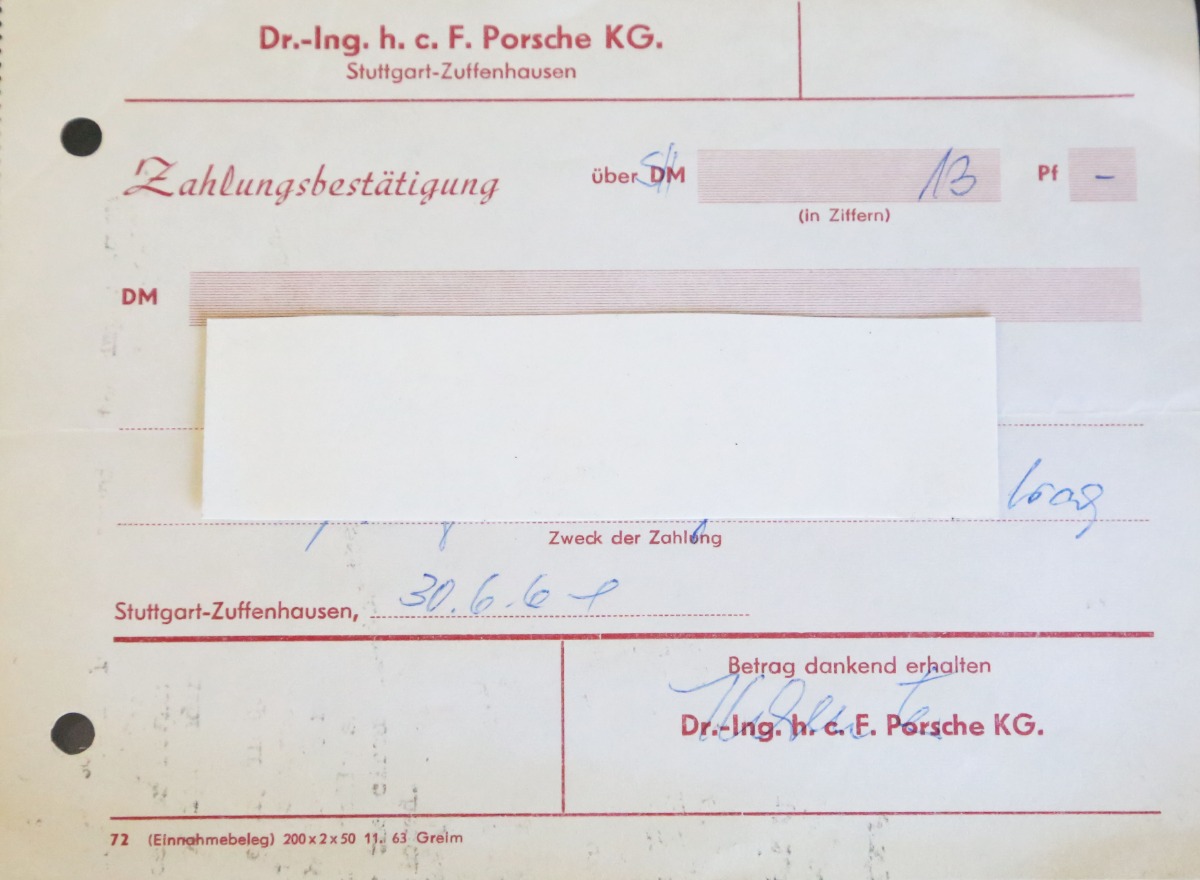 Dr.-Ing. h. c. F. Porsche KG.
Stuttgart-Zuffenhausen
Zahlungsbestätigung über DM 13 Pf -
(in Ziffern)
DM
Zweck der Zahlung
Stuttgart-Zuffenhausen, 30.6.64
Betrag dankend erhalten
Dr.-Ing. h. c. F. Porsche KG.
72 (Einnahmebeleg) 200 x 2 x 50 11. 63 Greim